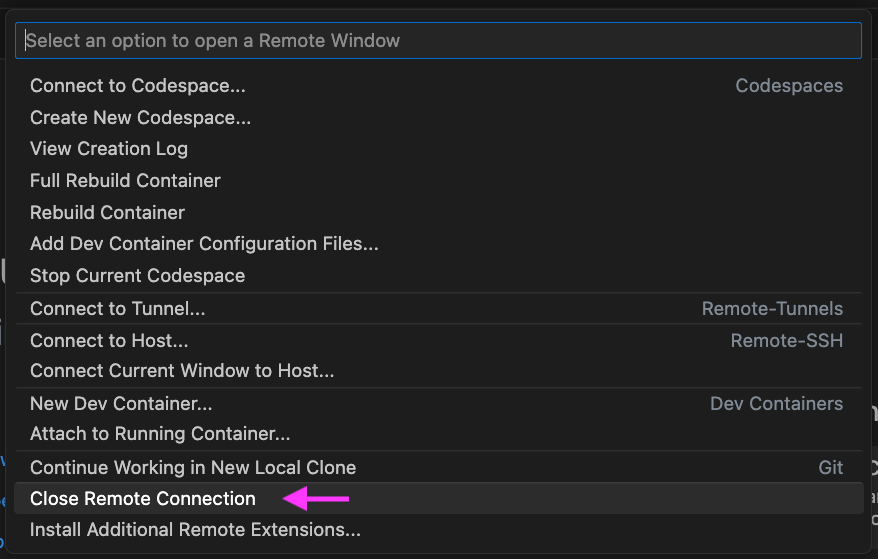 Select an option to open a Remote Window
Connect to Codespace... Codespaces
Create New Codespace...
View Creation Log
Full Rebuild Container
Rebuild Container
Add Dev Container Configuration Files...
Stop Current Codespace
Connect to Tunnel... Remote-Tunnels
Connect to Host... Remote-SSH
Connect Current Window to Host...
New Dev Container... Dev Containers
Attach to Running Container...
Continue Working in New Local Clone Git
Close Remote Connection
Install Additional Remote Extensions...